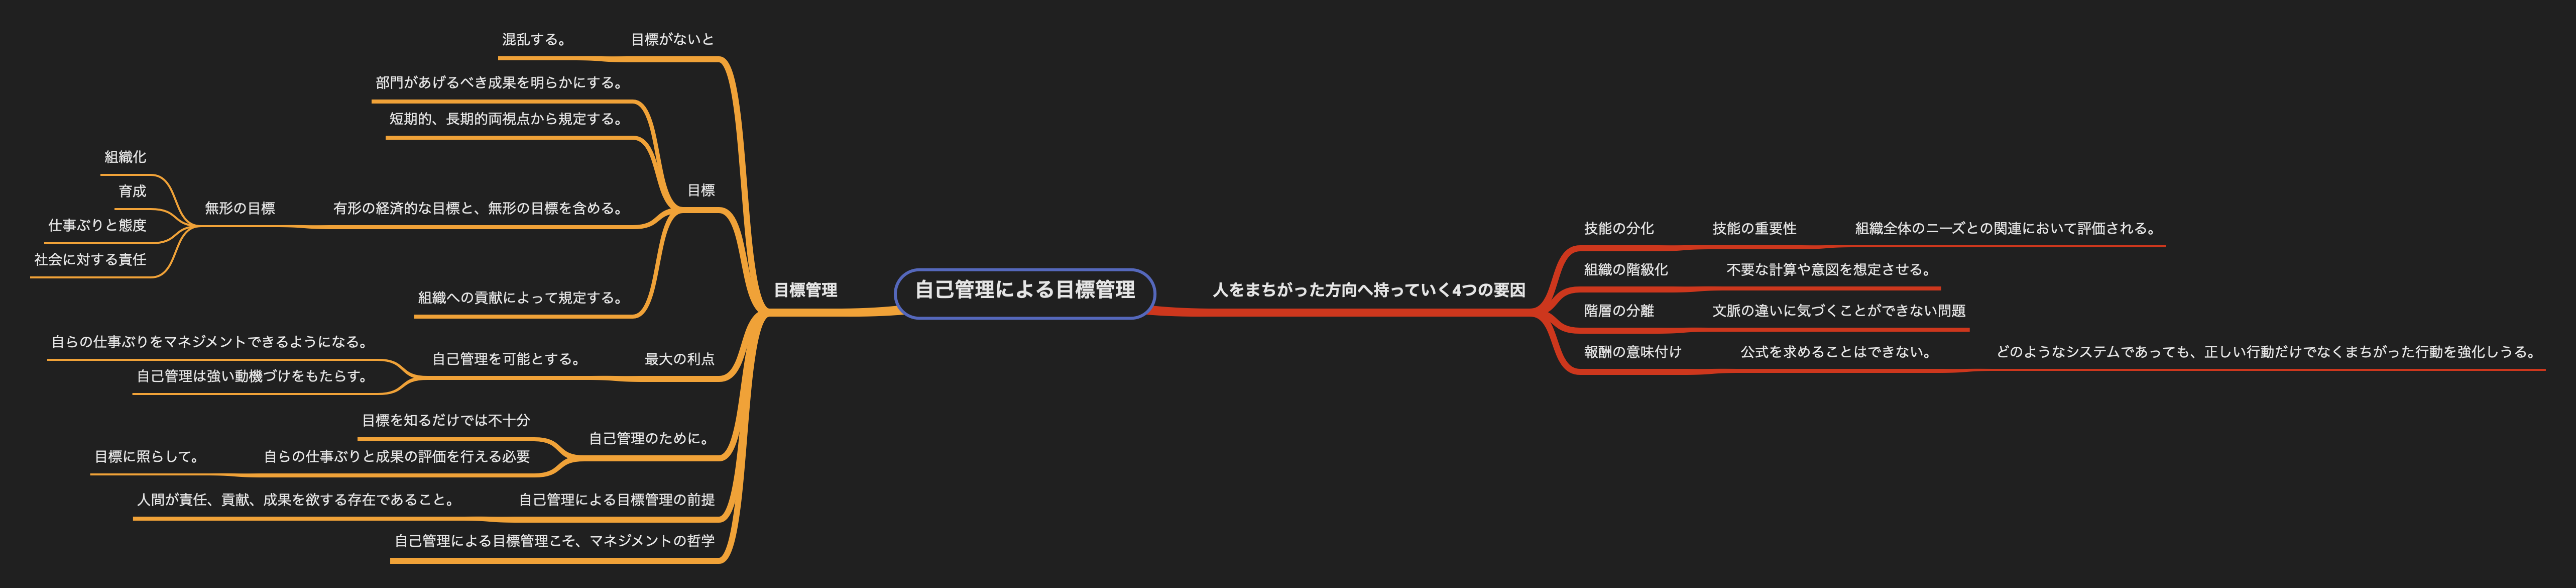 自己管理による目標管理
人をまちがった方向へ持っていく4つの要因
技能の分化
技能の重要性
組織全体のニーズとの関連において評価される。
組織の階級化
不要な計算や意図を想定させる。
階層の分離
文脈の違いに気づくことができない問題
報酬の意味付け
公式を求めることはできない。
どのようなシステムであっても、正しい行動だけでなくまちがった行動を強化しうる。
目標管理
目標がないと
混乱する。
目標
部門があげるべき成果を明らかにする。
短期的、長期的両視点から規定する。
有形の経済的な目標と、無形の目標を含める。
無形の目標
組織化
育成
仕事ぶりと態度
社会に対する責任
組織への貢献によって規定する。
最大の利点
自己管理を可能とする。
自らの仕事ぶりをマネジメントできるようになる。
自己管理は強い動機づけをもたらす。
自己管理のために。
目標を知るだけでは不十分
自らの仕事ぶりと成果の評価を行える必要
目標に照らして。
自己管理による目標管理の前提
人間が責任、貢献、成果を欲する存在であること。
自己管理による目標管理こそ、マネジメントの哲学